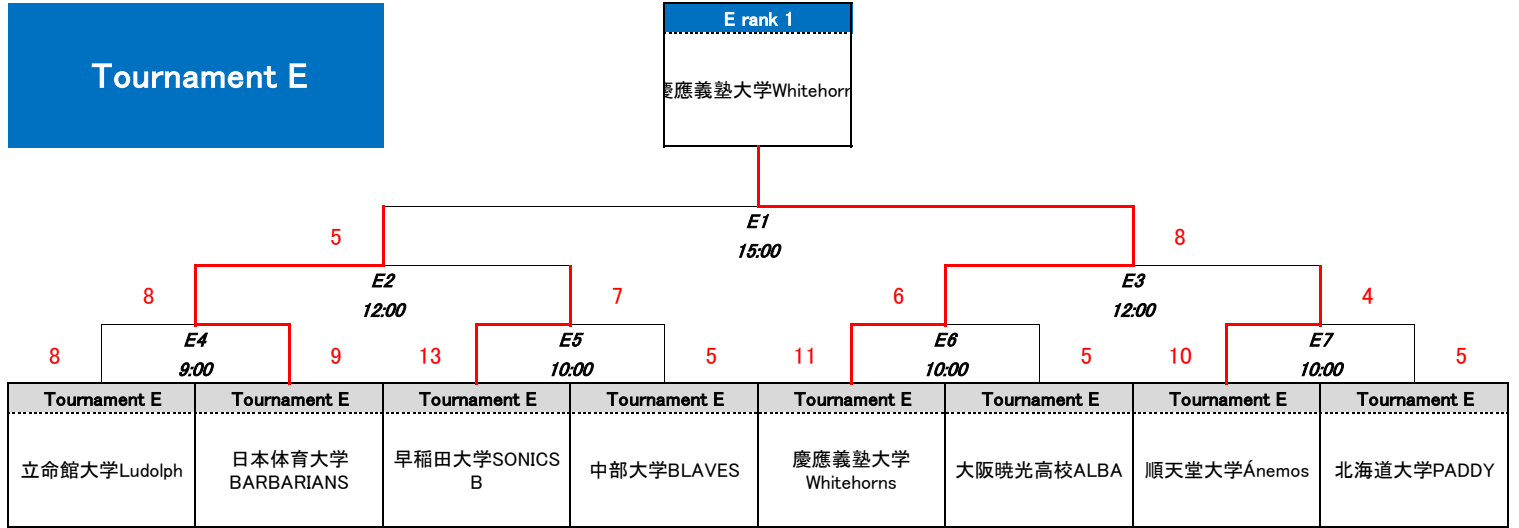 E rank 1
Tournament E
慶應義塾大学Whitehorn
E1
15:00
5
8
E2
12:00
E3
12:00
8
7
6
4
E4
9:00
E5
10:00
E6
10:00
E7
10:00
8
9
13
5
11
5
10
5
Tournament E
Tournament E
Tournament E
Tournament E
Tournament E
Tournament E
Tournament E
Tournament E
立命館大学Ludolph
日本体育大学
BARBARIANS
早稲田大学SONICS
B
中部大学BLAVES
慶應義塾大学
Whitehorns
大阪暁光高校ALBA
順天堂大学Ánemos
北海道大学PADDY